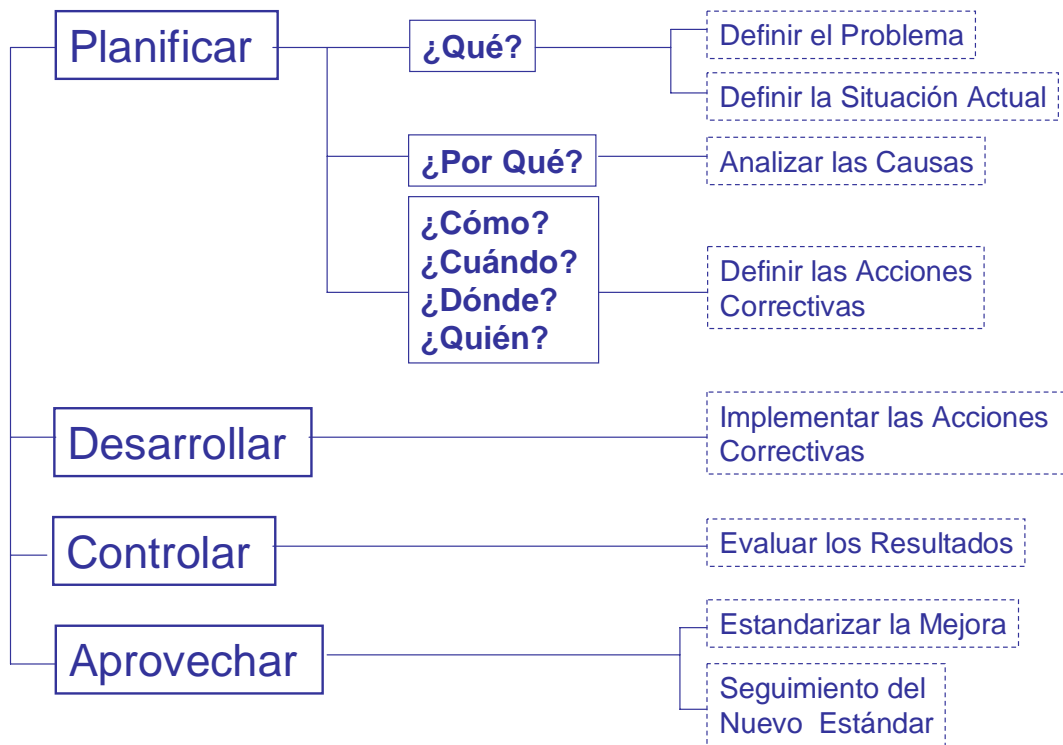 Planificar
¿Qué?
Definir el Problema
Definir la Situación Actual
¿Por Qué?
Analizar las Causas
¿Cómo?
¿Cuándo?
¿Dónde?
¿Quién?
Definir las Acciones
Correctivas
Desarrollar
Implementar las Acciones
Correctivas
Controlar
Evaluar los Resultados
Aprovechar
Estandarizar la Mejora
Seguimiento del
Nuevo Estándar